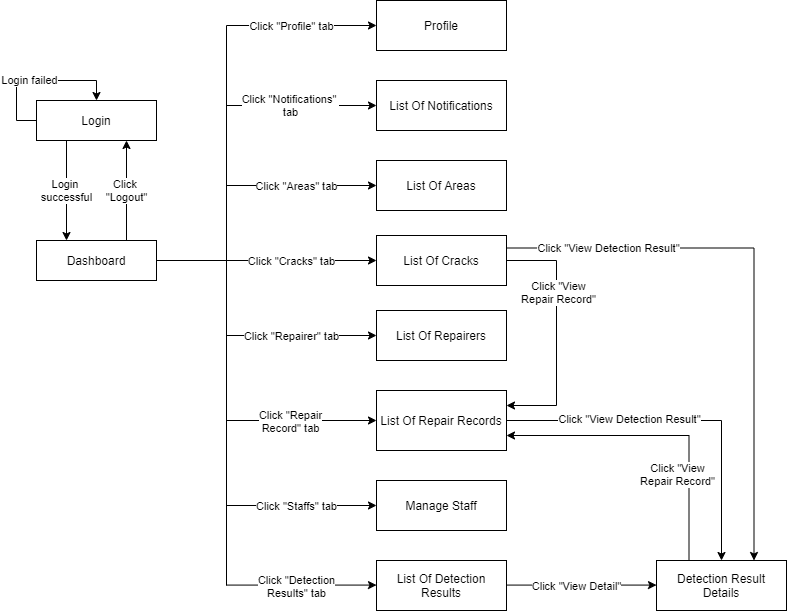 Click "Profile" tab
Profile
Login failed
Click "Notifications"
tab
List Of Notifications
Login
Login
successful
Click
"Logout"
Click "Areas" tab
List Of Areas
Dashboard
Click "Cracks" tab
List Of Cracks
Click "View Detection Result"
Click "View
Repair Record"
Click "Repairer" tab
List Of Repairers
Click "Repair
Record" tab
List Of Repair Records
Click "View Detection Result"
Click "View
Repair Record"
Click "Staffs" tab
Manage Staff
Click "Detection
Results" tab
List Of Detection
Results
Click "View Detail"
Detection Result
Details